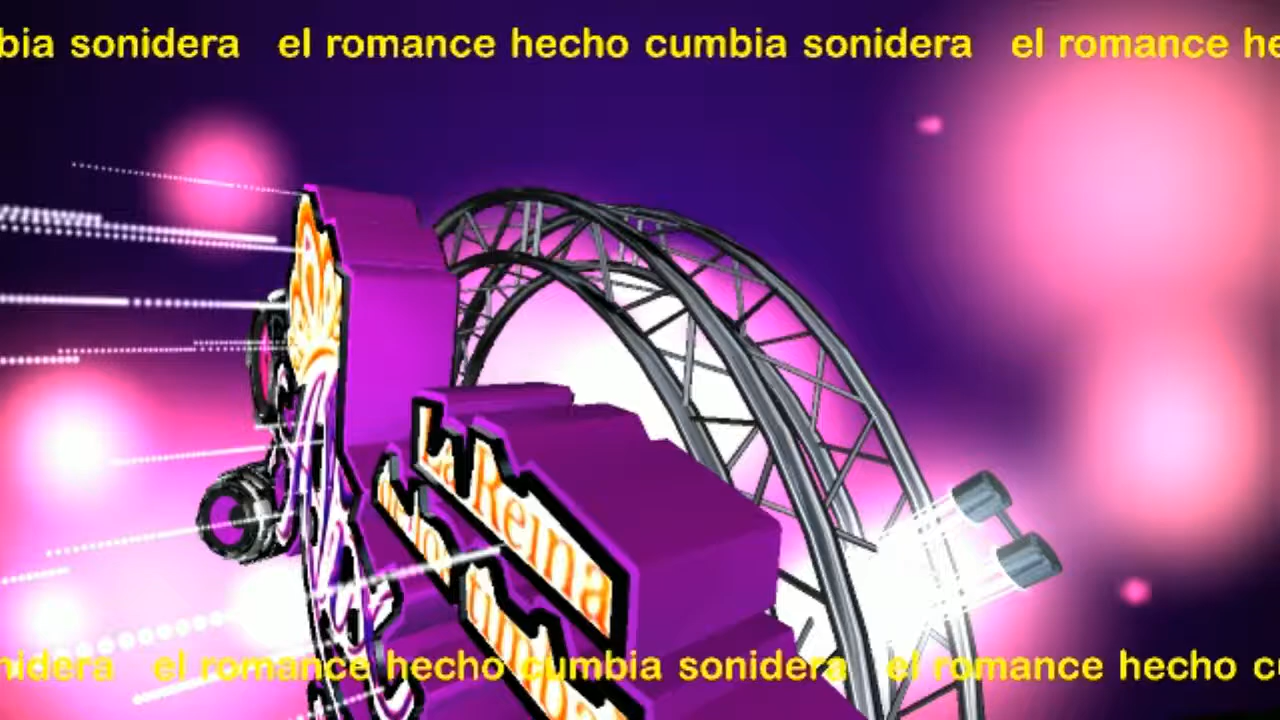 bia sonidera el romance hecho cumbia sonidera el romance he
La Reina
nidera el romance hecho cumbia sonidera el romance hecho cu